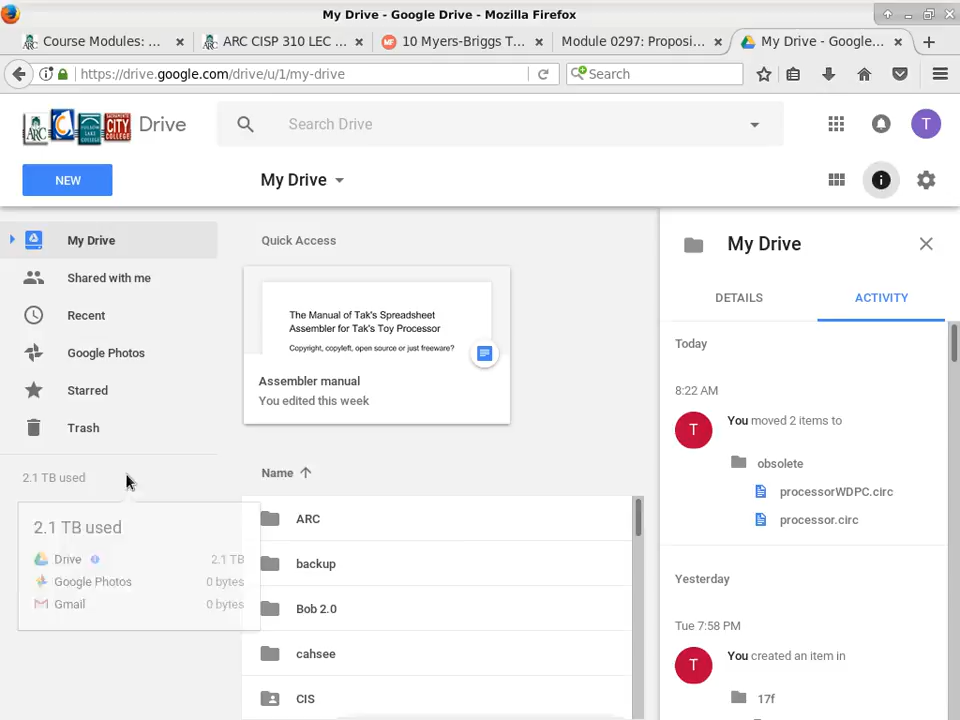 My Drive - Google Drive - Mozilla Firefox
Course Modules: ...
ARC CISP 310 LEC ...
10 Myers-Briggs T...
Module 0297: Proposi...
My Drive - Google...
https://drive.google.com/drive/u/1/my-drive
Search
ARC
SACRAMENTO
CITY
COLLEGE
Drive
Search Drive
T
NEW
My Drive
My Drive
Shared with me
Recent
Google Photos
Starred
Trash
2.1 TB used
2.1 TB used
Drive
2.1 TB
Google Photos
0 bytes
Gmail
0 bytes
Quick Access
The Manual of Tak's Spreadsheet
Assembler for Tak's Toy Processor
Copyright, copyleft, open source or just freeware?
Assembler manual
You edited this week
Name
ARC
backup
Bob 2.0
cahsee
CIS
My Drive
DETAILS
ACTIVITY
Today
8:22 AM
T
You moved 2 items to
obsolete
processorWDPC.circ
processor.circ
Yesterday
Tue 7:58 PM
T
You created an item in
17f